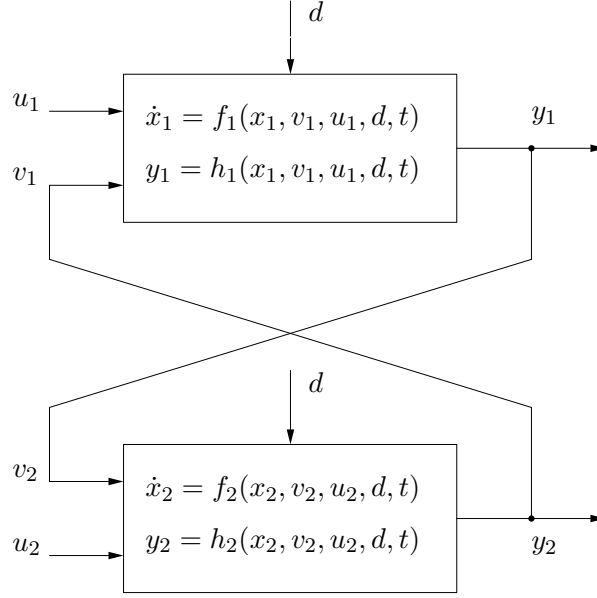 d
u₁
ẋ₁ = f₁(x₁, v₁, u₁, d, t)
y₁
v₁
y₁ = h₁(x₁, v₁, u₁, d, t)
d
v₂
ẋ₂ = f₂(x₂, v₂, u₂, d, t)
u₂
y₂ = h₂(x₂, v₂, u₂, d, t)
y₂